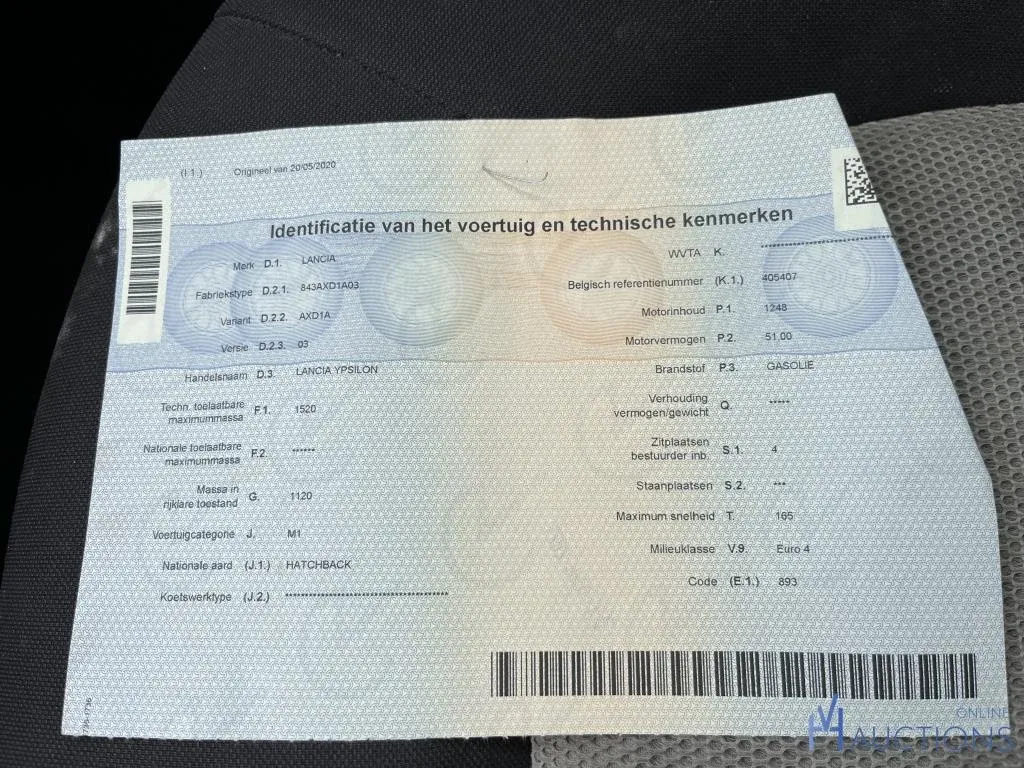 (I 1.) Origineel van 20/05/2020
Identificatie van het voertuig en technische kenmerken
Merk D.1. LANCIA
Fabriekstype D.2.1. 843AXD1A03
Variant D.2.2. AXD1A
Versie D.2.3. 03
Handelsnaam D.3. LANCIA YPSILON
Techn. toelaatbare
maximummassa F.1. 1520
Nationale toelaatbare
maximummassa F.2. ******
Massa in
rijklare toestand G. 1120
Voertuigcategorie J. M1
Nationale aard (J.1.) HATCHBACK
Koetswerktype (J.2.) ****************************************
WVTA K. ********************************
Belgisch referentienummer (K.1.) 405407
Motorinhoud P.1. 1248
Motorvermogen P.2. 51,00
Brandstof P.3. GASOLIE
Verhouding
vermogen/gewicht Q. *****
Zitplaatsen
bestuurder inb. S.1. 4
Staanplaatsen S.2. ***
Maximum snelheid T. 165
Milieuklasse V.9. Euro 4
Code (E.1.) 893
ONLINE
AUCTIONS